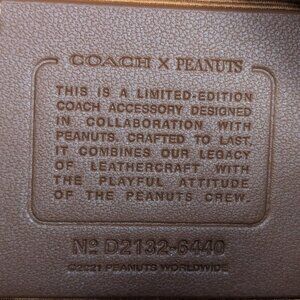 COACH X PEANUTS
THIS IS A LIMITED-EDITION
COACH ACCESSORY DESIGNED
IN COLLABORATION WITH
PEANUTS. CRAFTED TO LAST,
IT COMBINES OUR LEGACY
OF LEATHERCRAFT WITH
THE PLAYFUL ATTITUDE
OF THE PEANUTS CREW.
Nº D2132-6440
©2021 PEANUTS WORLDWIDE